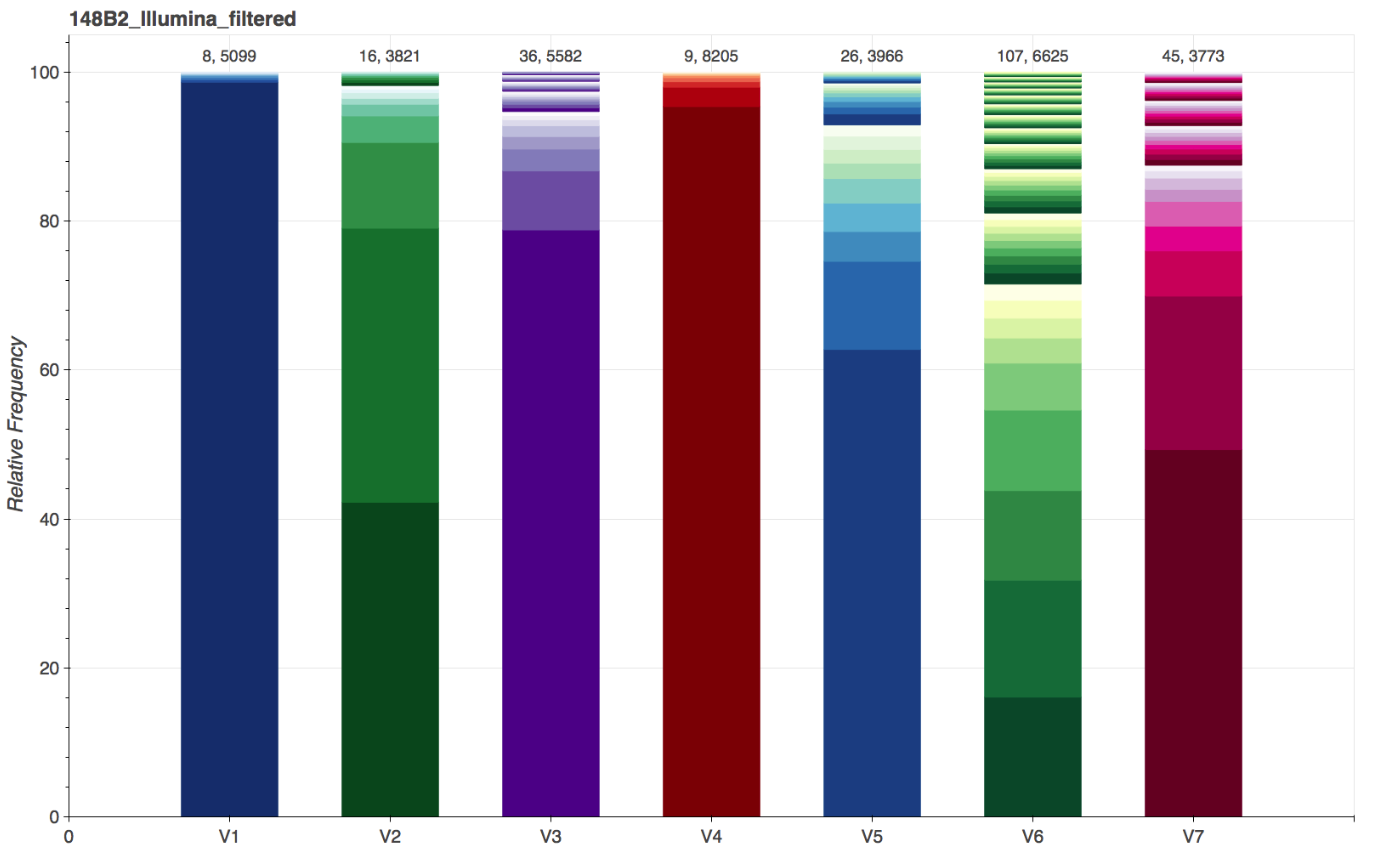 148B2_Illumina_filtered
8, 5099 16, 3821 36, 5582 9, 8205 26, 3966 107, 6625 45, 3773
100
80
60
40
20
0
Relative Frequency
0 V1 V2 V3 V4 V5 V6 V7